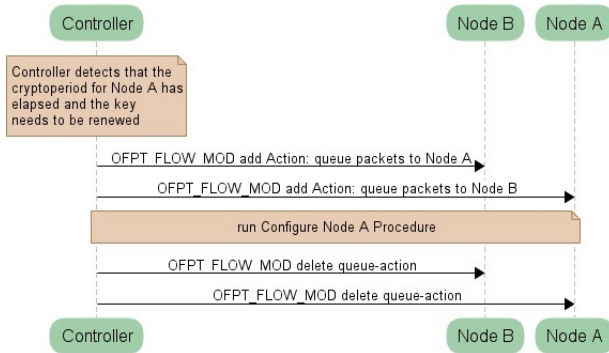 Controller
Node B
Node A
Controller detects that the
cryptoperiod for Node A has
elapsed and the key
needs to be renewed
OFPT_FLOW_MOD add Action: queue packets to Node A
OFPT_FLOW_MOD add Action: queue packets to Node B
run Configure Node A Procedure
OFPT_FLOW_MOD delete queue-action
OFPT_FLOW_MOD delete queue-action
Controller
Node B
Node A